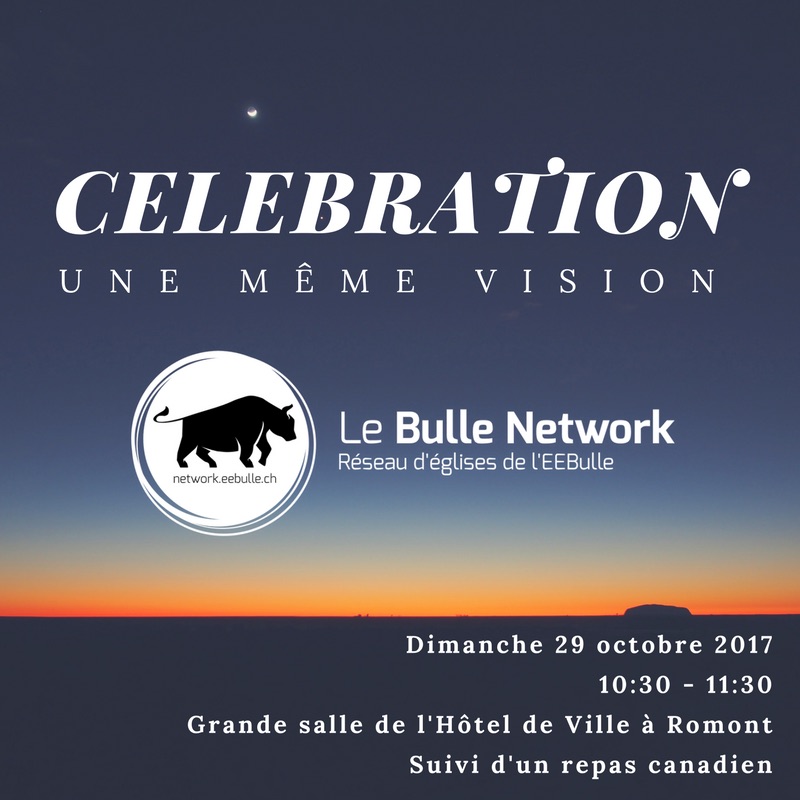 CELEBRATION
UNE MÊME VISION
Le Bulle Network
Réseau d'églises de l'EEBulle
network.eebulle.ch
Dimanche 29 octobre 2017
10:30 - 11:30
Grande salle de l'Hôtel de Ville à Romont
Suivi d'un repas canadien